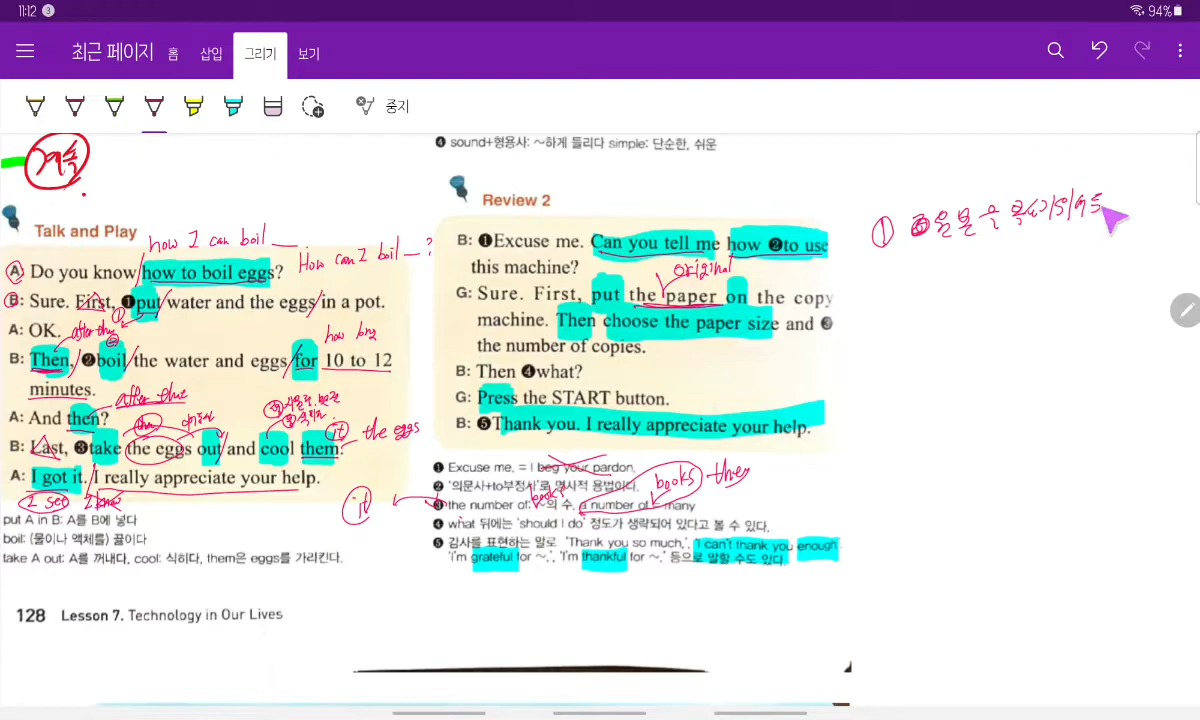 11:12 3 94%
최근 페이지 홈 삽입 그리기 보기
중지
계속
Talk and Play
how I can boil
How can I boil ?
A: Do you know how to boil eggs?
B: Sure. First, ❶put water and the eggs in a pot.
①
A: OK.
after this
how long
B: Then, ❷boil the water and eggs for 10 to 12
minutes.
after this
A: And then?
B: Last, ❸take the eggs out and cool them.
it the eggs
A: I got it. I really appreciate your help.
it
put A in B: A를 B에 넣다
boil: (물이나 액체를) 끓이다
take A out: A를 꺼내다, cool: 식히다, them은 eggs를 가리킨다.
128 Lesson 7. Technology in Our Lives
❹ sound+형용사: ~하게 들리다 simple: 단순한, 쉬운
Review 2
B: ❶Excuse me. Can you tell me how ❷to use
this machine?
original
G: Sure. First, put the paper on the copy
machine. Then choose the paper size and ❸
the number of copies.
B: Then ❹what?
G: Press the START button.
B: ❺Thank you. I really appreciate your help.
❶ Excuse me. = I beg your pardon.
❷ '의문사+to부정사'로 명사적 용법이다.
books books
❸ the number of: ~의 수, a number of: many
❹ what 뒤에는 'should I do' 정도가 생략되어 있다고 볼 수 있다.
❺ 감사를 표현하는 말로 'Thank you so much.', 'I can't thank you enough.'
'I'm grateful for ~.', 'I'm thankful for ~.' 등으로 말할 수도 있다.
①